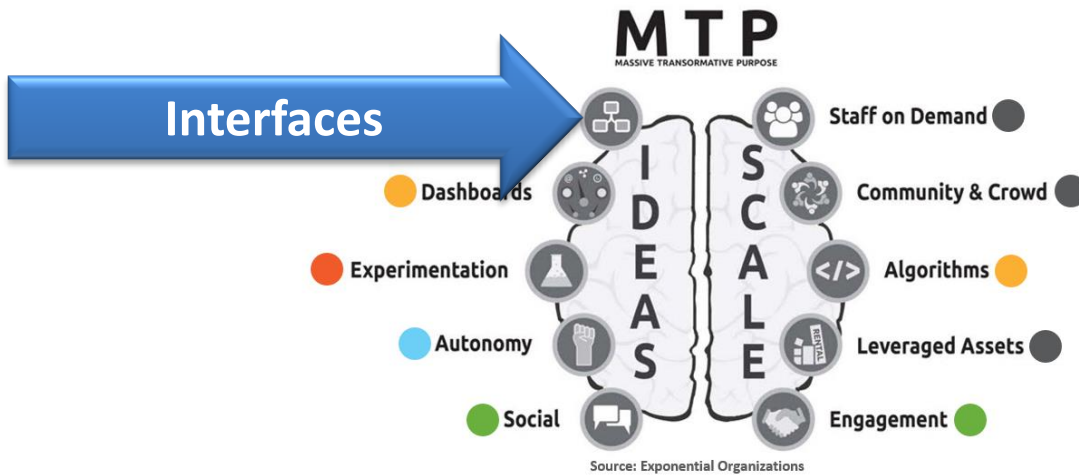 MTP
MASSIVE TRANSORMATIVE PURPOSE
Interfaces
Dashboards
Experimentation
Autonomy
Social
IDEAS
SCALE
Staff on Demand
Community & Crowd
</> Algorithms
RENTAL
Leveraged Assets
Engagement
Source: Exponential Organizations